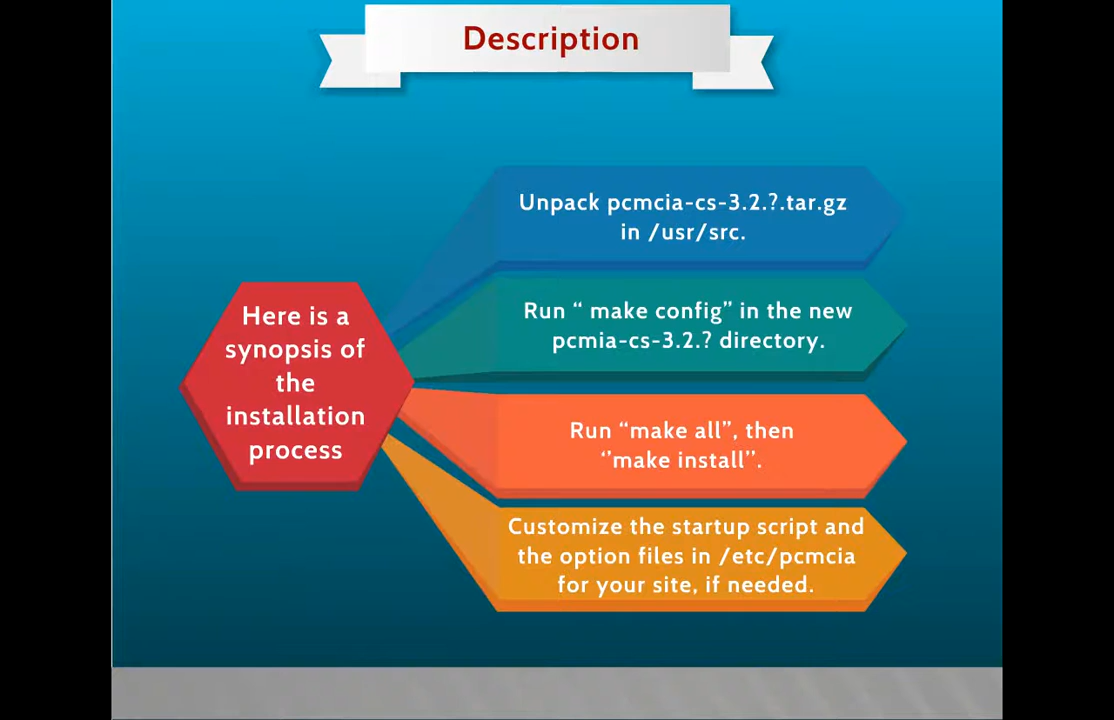 Description
Here is a
synopsis of
the
installation
process
Unpack pcmcia-cs-3.2.?.tar.gz
in /usr/src.
Run “ make config” in the new
pcmia-cs-3.2.? directory.
Run “make all”, then
‘’make install’’.
Customize the startup script and
the option files in /etc/pcmcia
for your site, if needed.